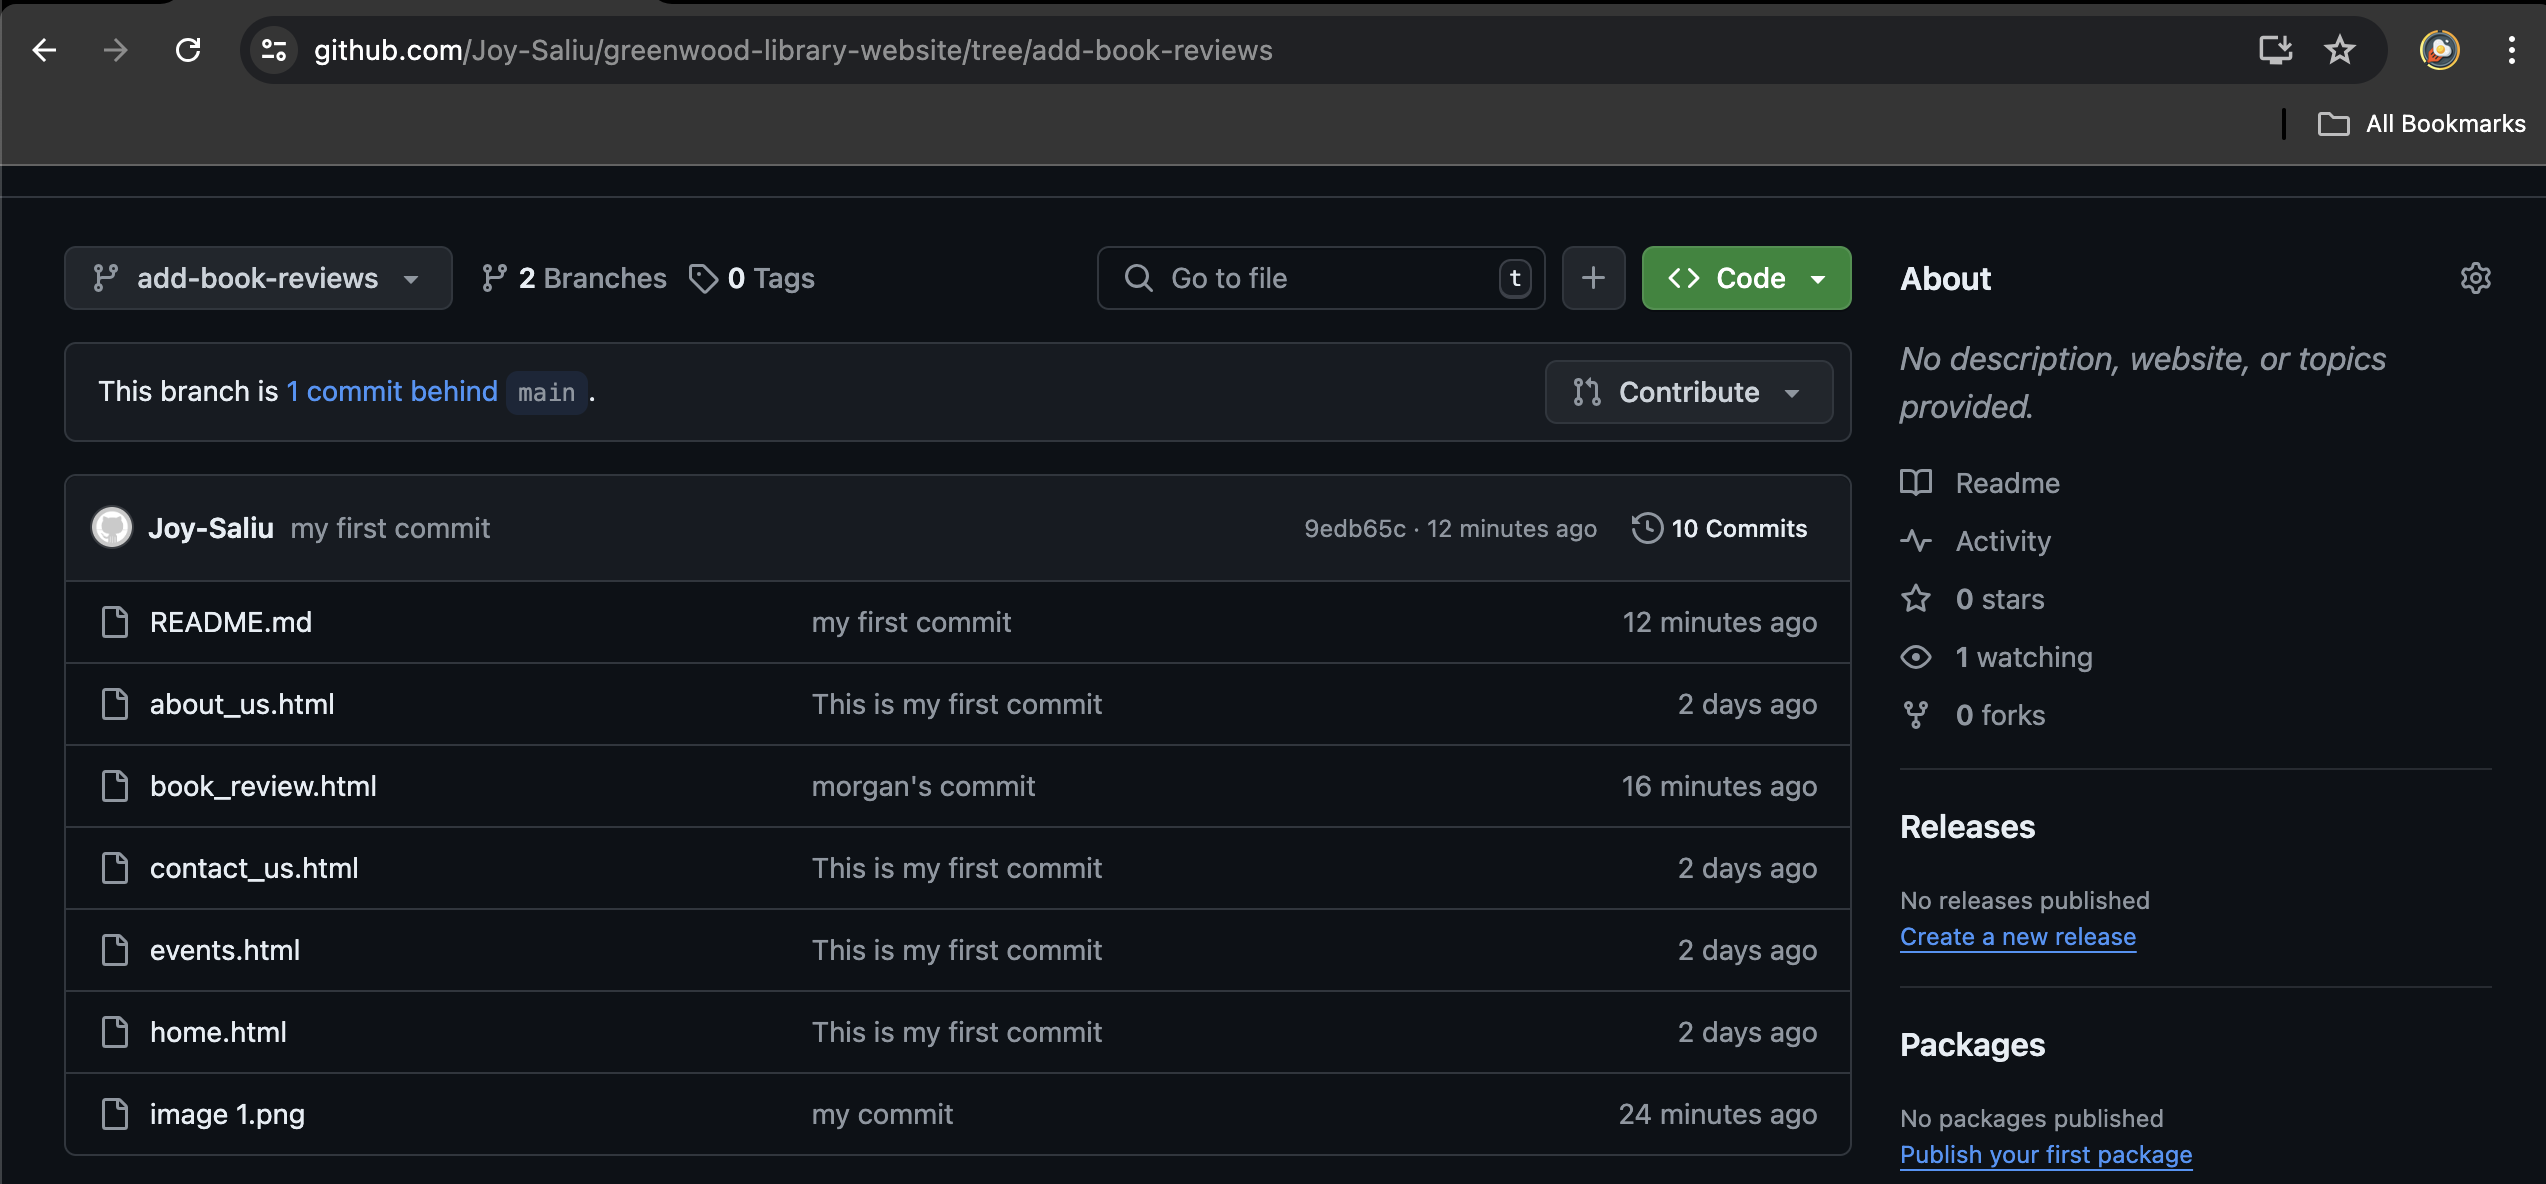 github.com/Joy-Saliu/greenwood-library-website/tree/add-book-reviews
All Bookmarks
add-book-reviews
2 Branches
0 Tags
Go to file
t
Code
About
This branch is 1 commit behind main.
Contribute
No description, website, or topics
provided.
Joy-Saliu my first commit
9edb65c · 12 minutes ago
10 Commits
README.md my first commit 12 minutes ago
about_us.html This is my first commit 2 days ago
book_review.html morgan's commit 16 minutes ago
contact_us.html This is my first commit 2 days ago
events.html This is my first commit 2 days ago
home.html This is my first commit 2 days ago
image 1.png my commit 24 minutes ago
Readme
Activity
0 stars
1 watching
0 forks
Releases
No releases published
Create a new release
Packages
No packages published
Publish your first package